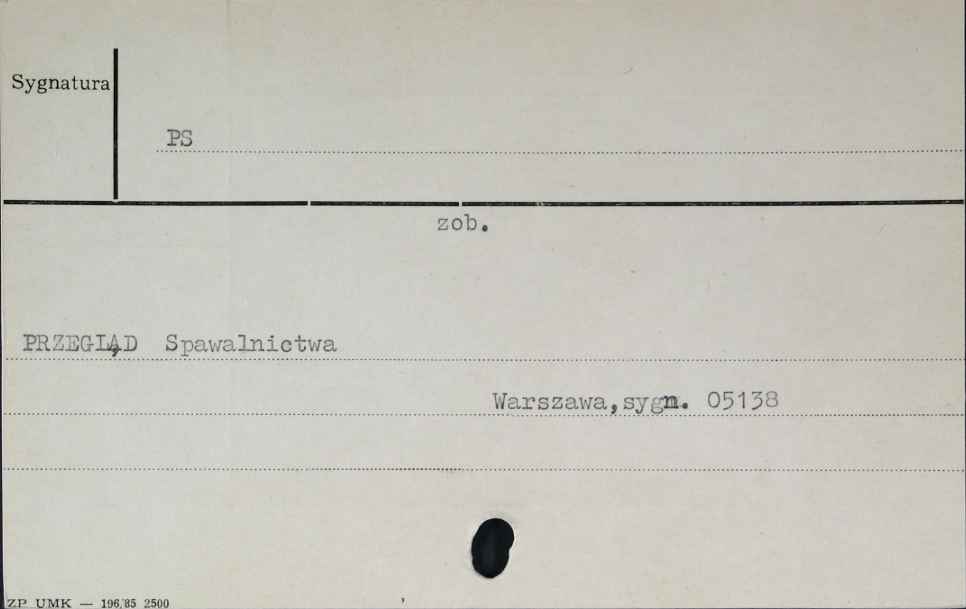 Sygnatura
PS
zob.
PRZEGLĄD Spawalnictwa
Warszawa, sygn. 05138
ZP UMK — 196/85 2500